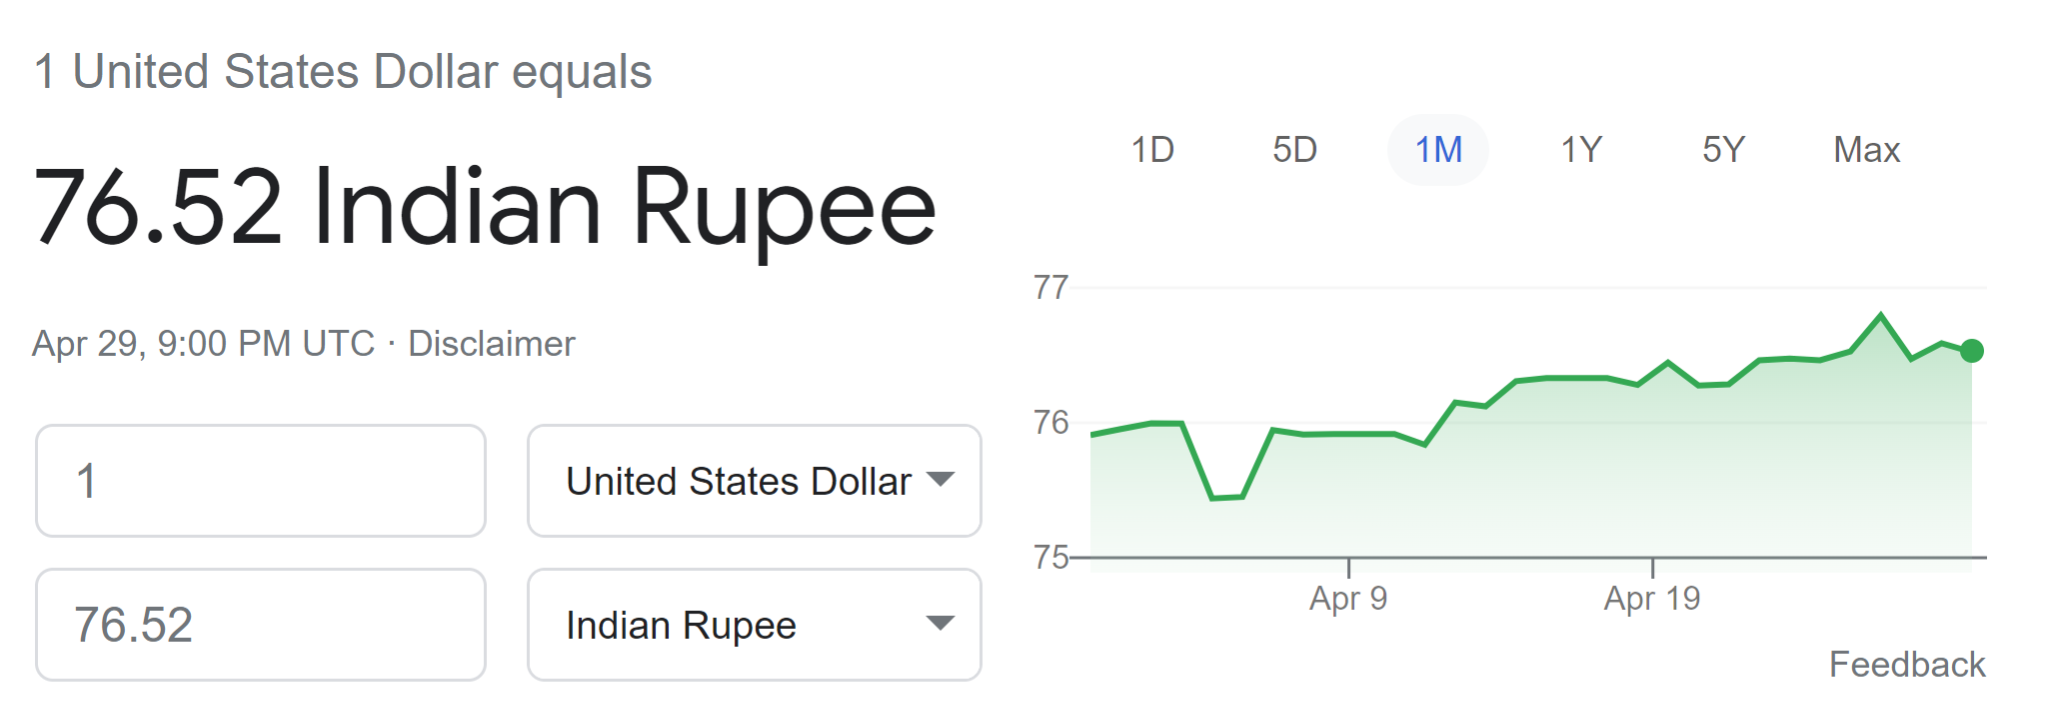 1 United States Dollar equals
76.52 Indian Rupee
Apr 29, 9:00 PM UTC · Disclaimer
1
United States Dollar
76.52
Indian Rupee
1D 5D 1M 1Y 5Y Max
77
76
75
Apr 9 Apr 19
Feedback